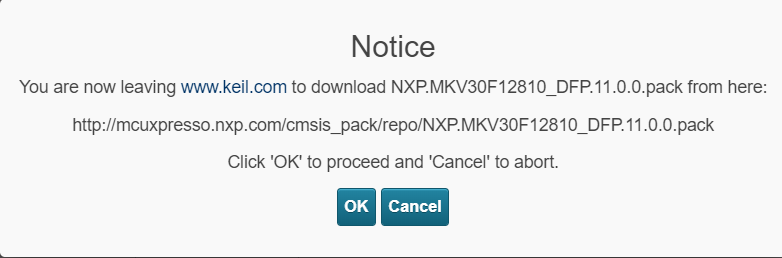 Notice
You are now leaving www.keil.com to download NXP.MKV30F12810_DFP.11.0.0.pack from here:
http://mcuxpresso.nxp.com/cmsis_pack/repo/NXP.MKV30F12810_DFP.11.0.0.pack
Click 'OK' to proceed and 'Cancel' to abort.
OK Cancel